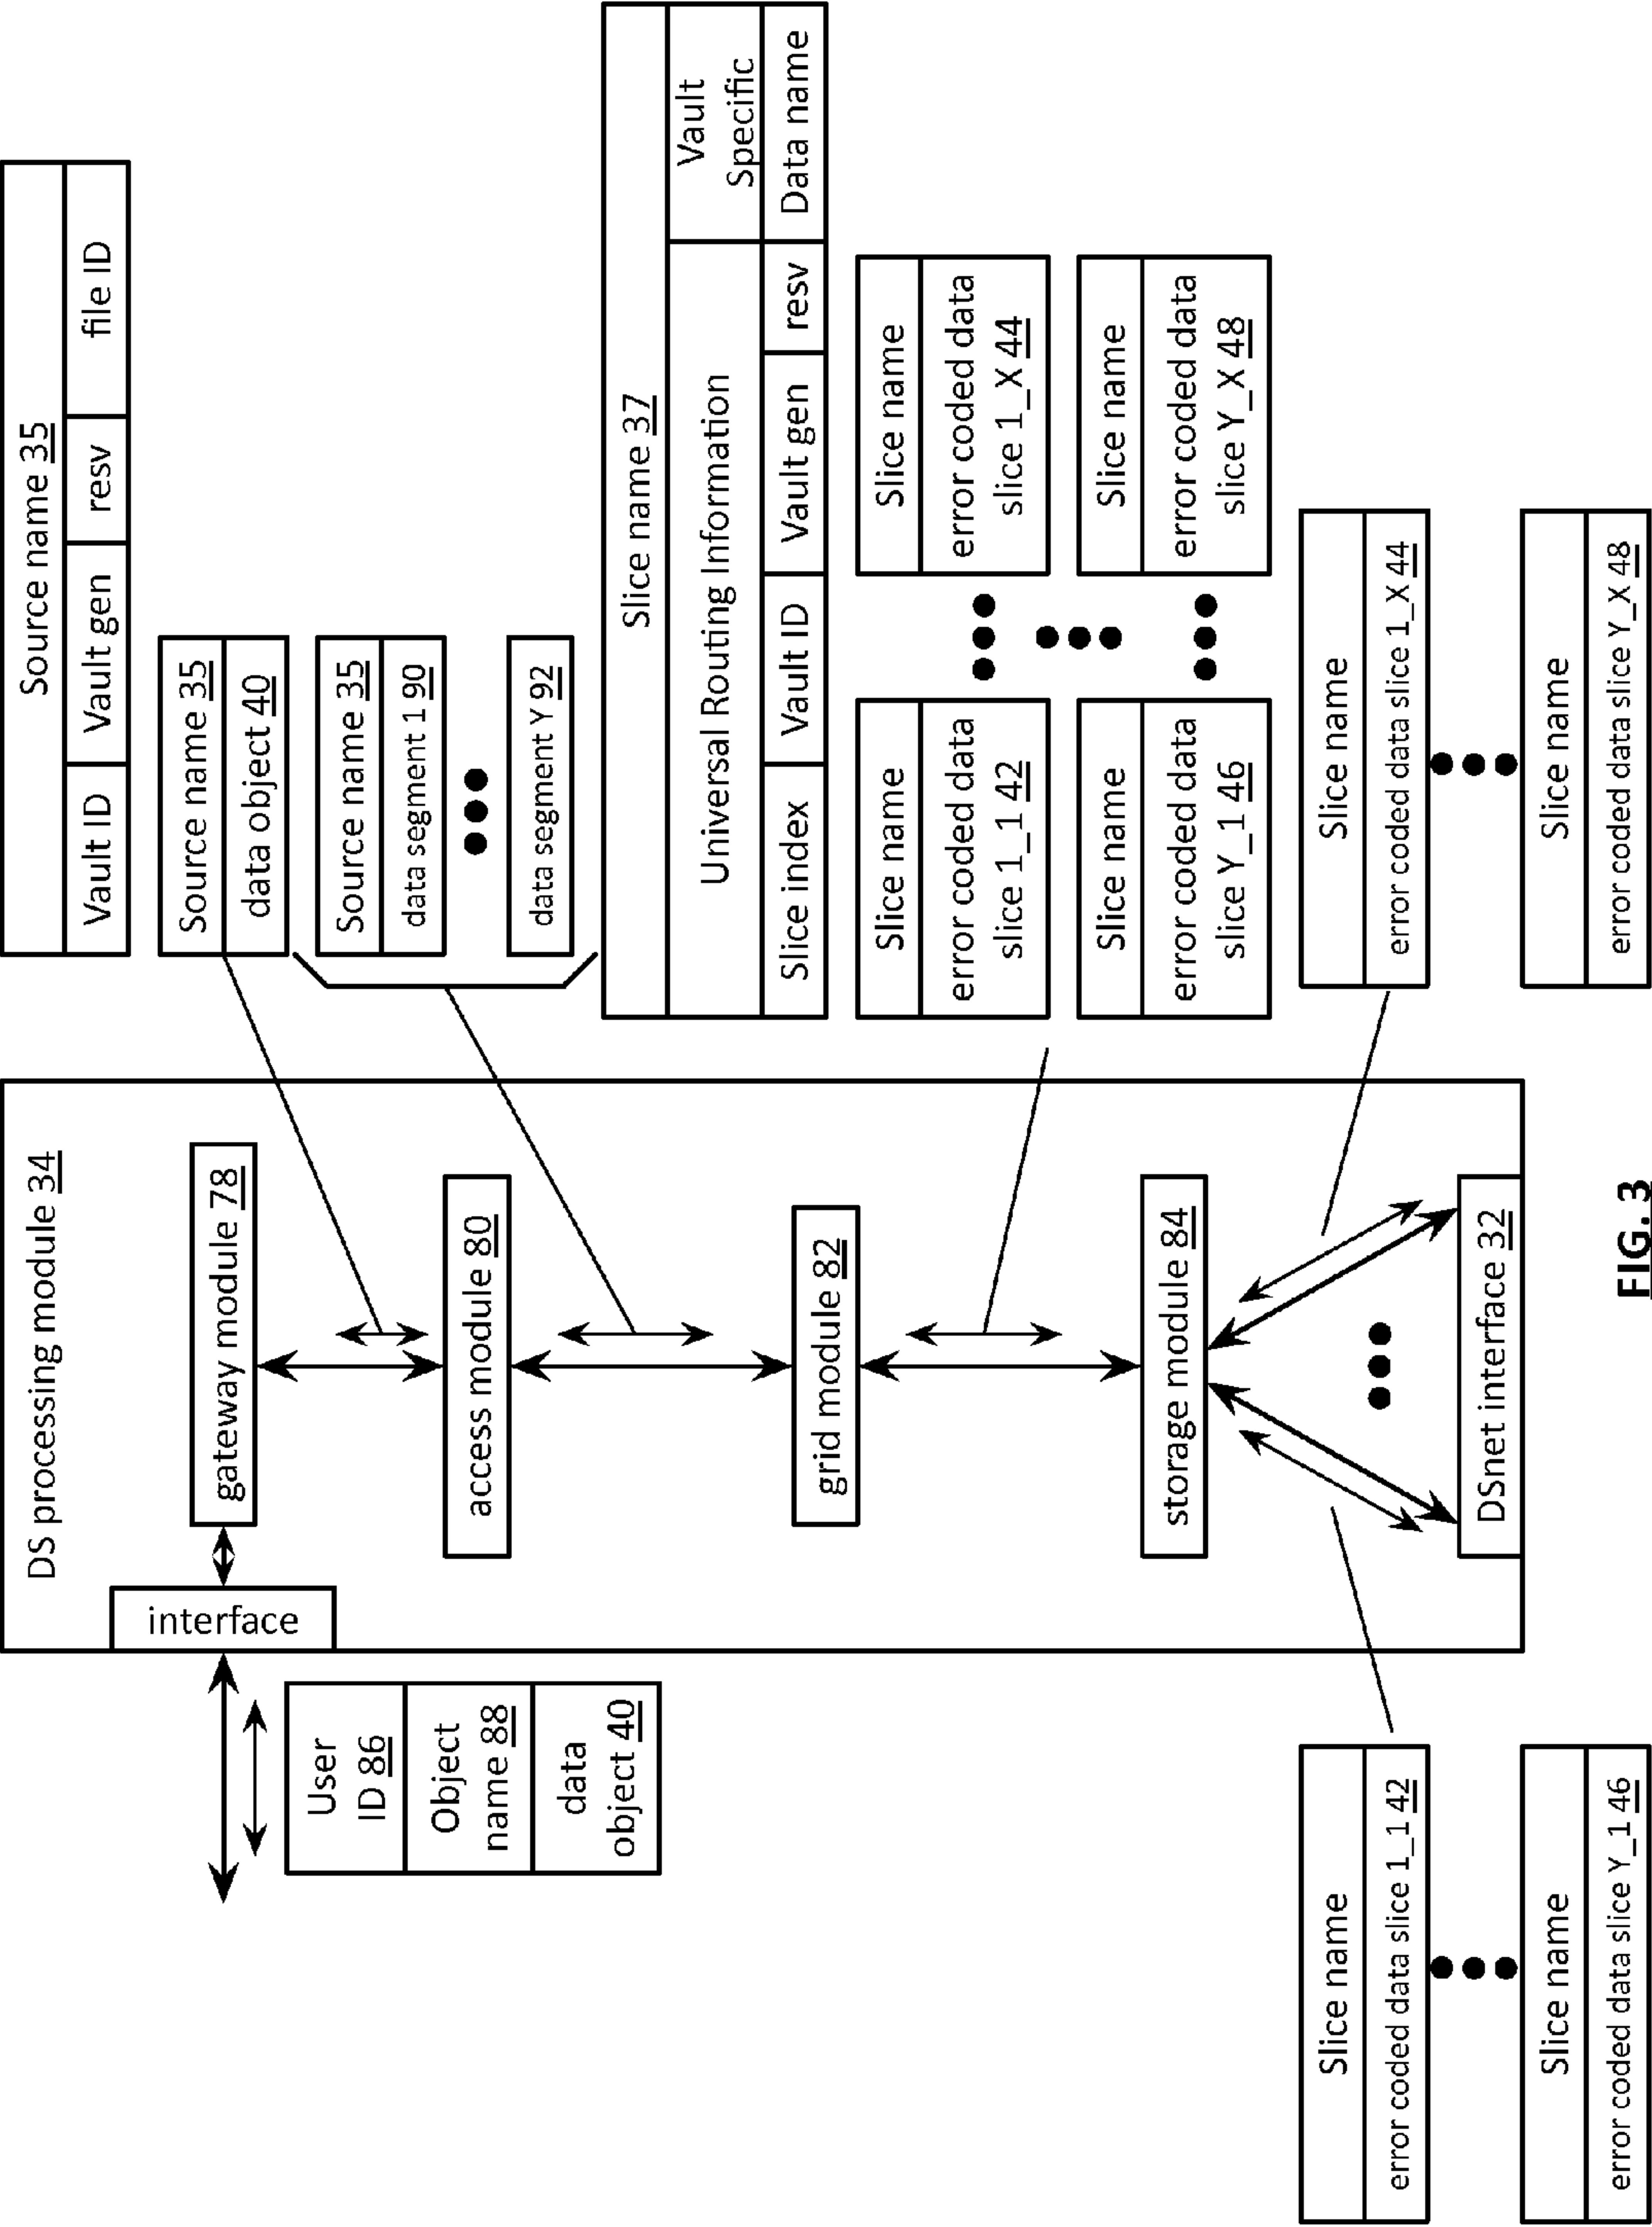 DS processing module 34
interface
gateway module 78
access module 80
grid module 82
storage module 84
DSnet interface 32
User
ID 86
Object
name 88
data
object 40
Source name 35
Vault ID
Vault gen
resv
file ID
Source name 35
data object 40
Source name 35
data segment 1 90
data segment Y 92
Slice name 37
Universal Routing Information
Vault
Specific
Slice index
Vault ID
Vault gen
resv
Data name
Slice name
error coded data
slice 1_1 42
Slice name
error coded data
slice 1_X 44
Slice name
error coded data
slice Y_1 46
Slice name
error coded data
slice Y_X 48
Slice name
error coded data slice 1_1 42
Slice name
error coded data slice Y_1 46
Slice name
error coded data slice 1_X 44
Slice name
error coded data slice Y_X 48
FIG. 3